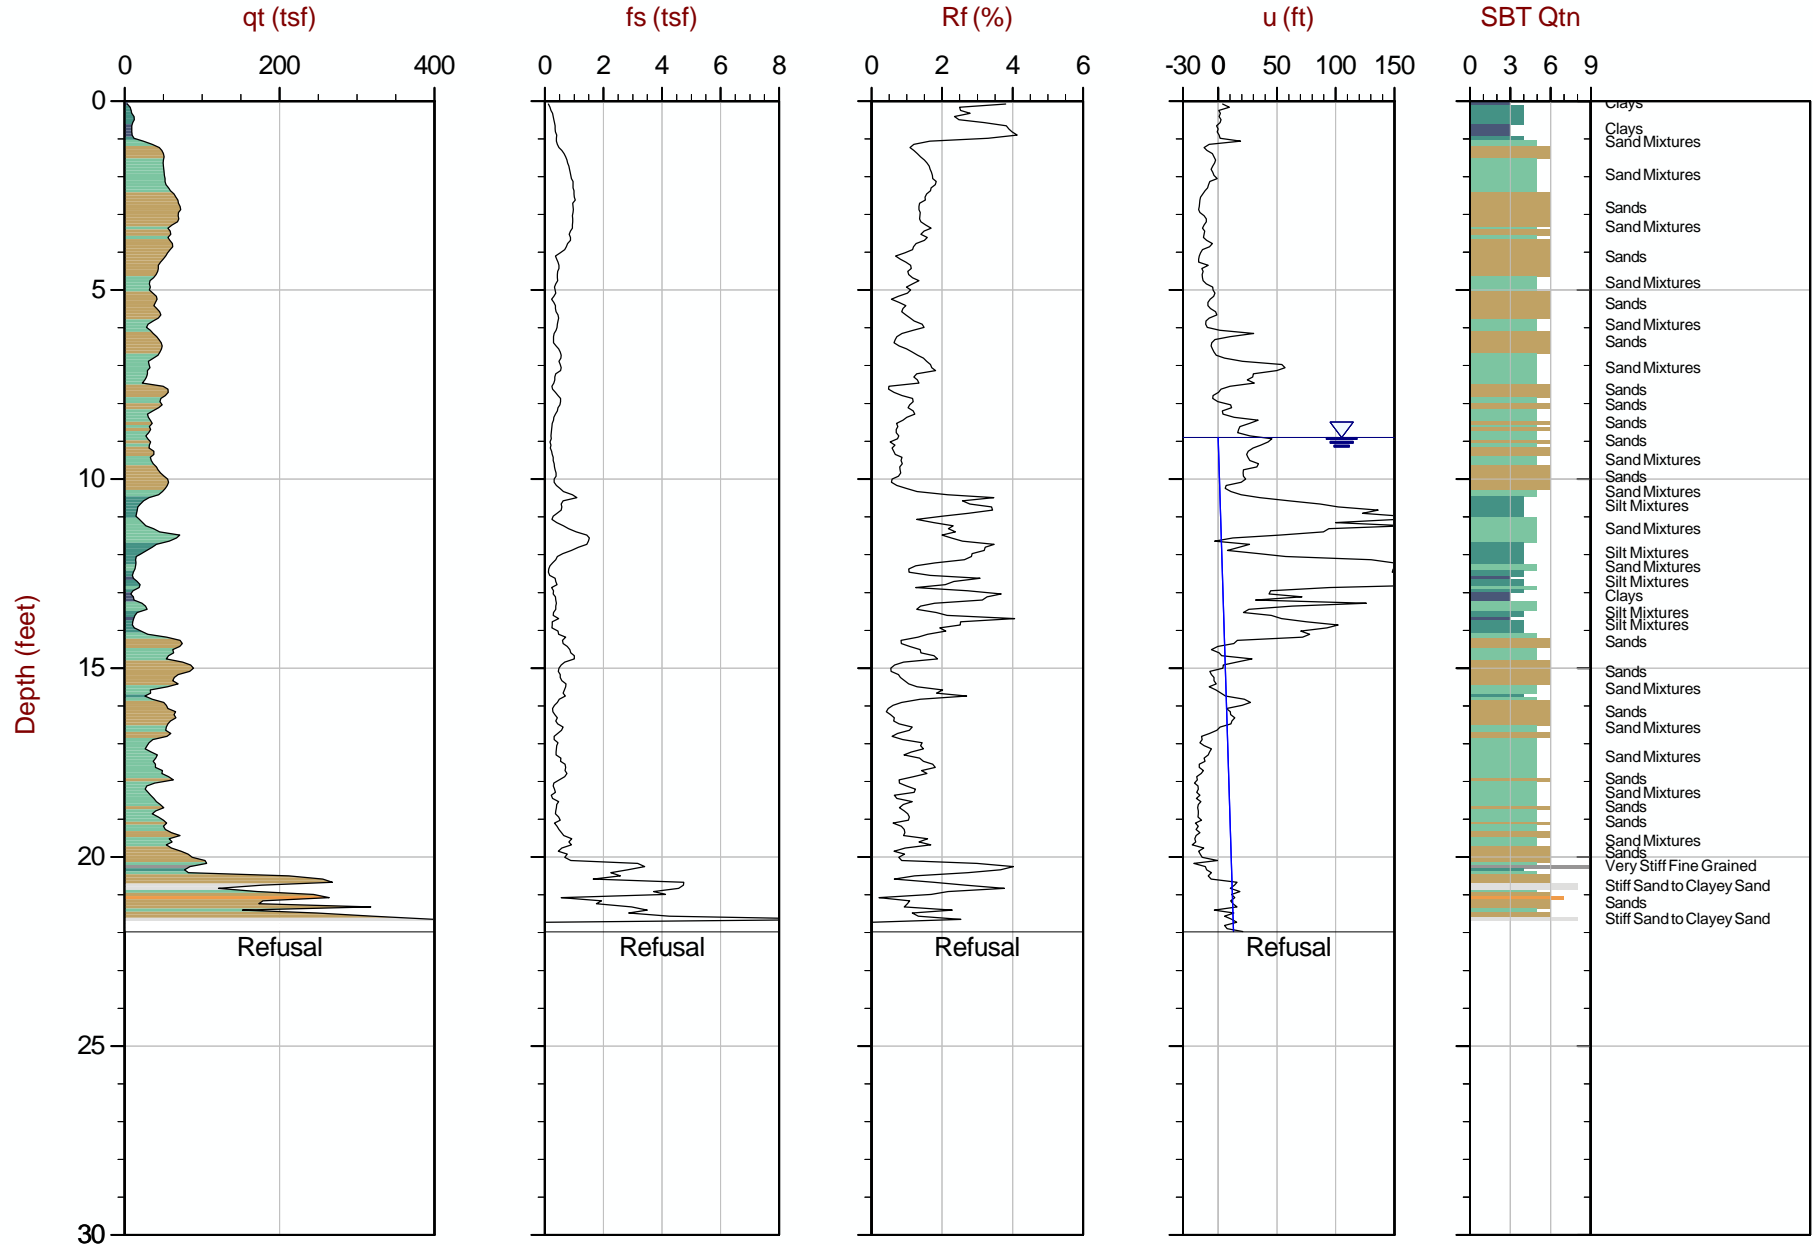 qt (tsf) fs (tsf) Rf (%) u (ft) SBT Qtn
0 200 400 0 2 4 6 8 0 2 4 6 -30 0 50 100 150 0 3 6 9
0
5
10
15
20
25
30
Depth (feet)
Clays
Clays
Sand Mixtures
Sand Mixtures
Sands
Sand Mixtures
Sands
Sand Mixtures
Sands
Sand Mixtures
Sands
Sand Mixtures
Sands
Sands
Sands
Sands
Sand Mixtures
Sands
Sand Mixtures
Silt Mixtures
Sand Mixtures
Silt Mixtures
Sand Mixtures
Silt Mixtures
Clays
Silt Mixtures
Silt Mixtures
Sands
Sands
Sand Mixtures
Sands
Sand Mixtures
Sand Mixtures
Sands
Sand Mixtures
Sands
Sands
Sand Mixtures
Sands
Very Stiff Fine Grained
Stiff Sand to Clayey Sand
Sands
Stiff Sand to Clayey Sand
Refusal Refusal Refusal Refusal